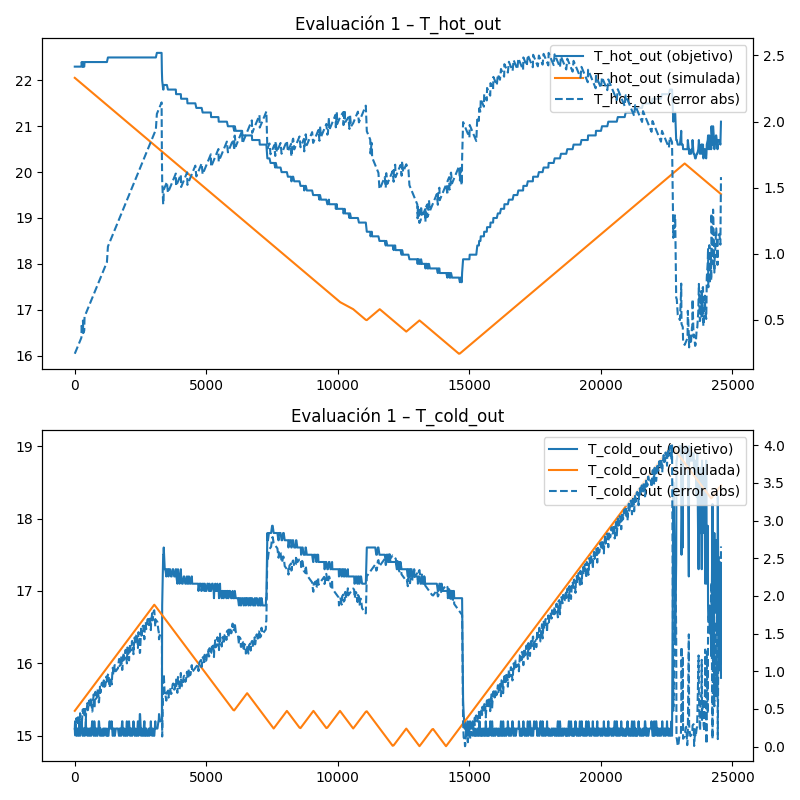 Evaluación 1 – T_hot_out
T_hot_out (objetivo)
T_hot_out (simulada)
T_hot_out (error abs)
22
21
20
19
18
17
16
2.5
2.0
1.5
1.0
0.5
0 5000 10000 15000 20000 25000
Evaluación 1 – T_cold_out
T_cold_out (objetivo)
T_cold_out (simulada)
T_cold_out (error abs)
19
18
17
16
15
4.0
3.5
3.0
2.5
2.0
1.5
1.0
0.5
0.0
0 5000 10000 15000 20000 25000